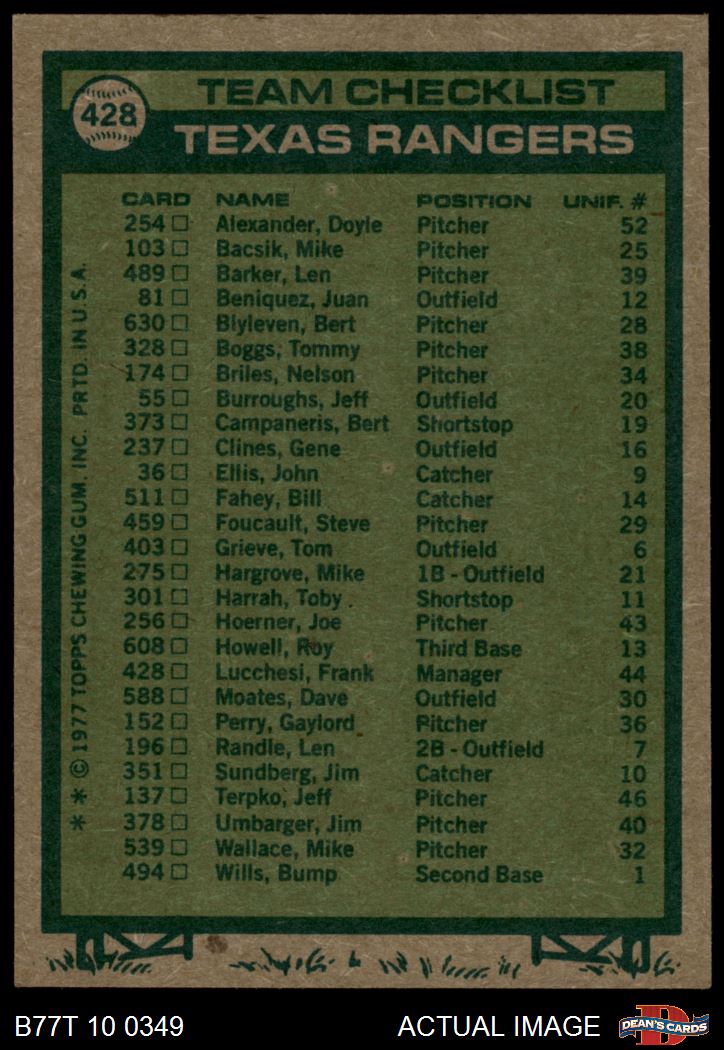 428
TEAM CHECKLIST
TEXAS RANGERS
CARD NAME POSITION UNIF. #
254 Alexander, Doyle Pitcher 52
103 Bacsik, Mike Pitcher 25
489 Barker, Len Pitcher 39
81 Beniquez, Juan Outfield 12
630 Blyleven, Bert Pitcher 28
328 Boggs, Tommy Pitcher 38
174 Briles, Nelson Pitcher 34
55 Burroughs, Jeff Outfield 20
373 Campaneris, Bert Shortstop 19
237 Clines, Gene Outfield 16
36 Ellis, John Catcher 9
511 Fahey, Bill Catcher 14
459 Foucault, Steve Pitcher 29
403 Grieve, Tom Outfield 6
275 Hargrove, Mike 1B - Outfield 21
301 Harrah, Toby Shortstop 11
256 Hoerner, Joe Pitcher 43
608 Howell, Roy Third Base 13
428 Lucchesi, Frank Manager 44
588 Moates, Dave Outfield 30
152 Perry, Gaylord Pitcher 36
196 Randle, Len 2B - Outfield 7
351 Sundberg, Jim Catcher 10
137 Terpko, Jeff Pitcher 46
378 Umbarger, Jim Pitcher 40
539 Wallace, Mike Pitcher 32
494 Wills, Bump Second Base 1
* * © 1977 TOPPS CHEWING GUM, INC. PRTD. IN U.S.A.
B77T 10 0349 ACTUAL IMAGE
D
DEAN'S CARDS